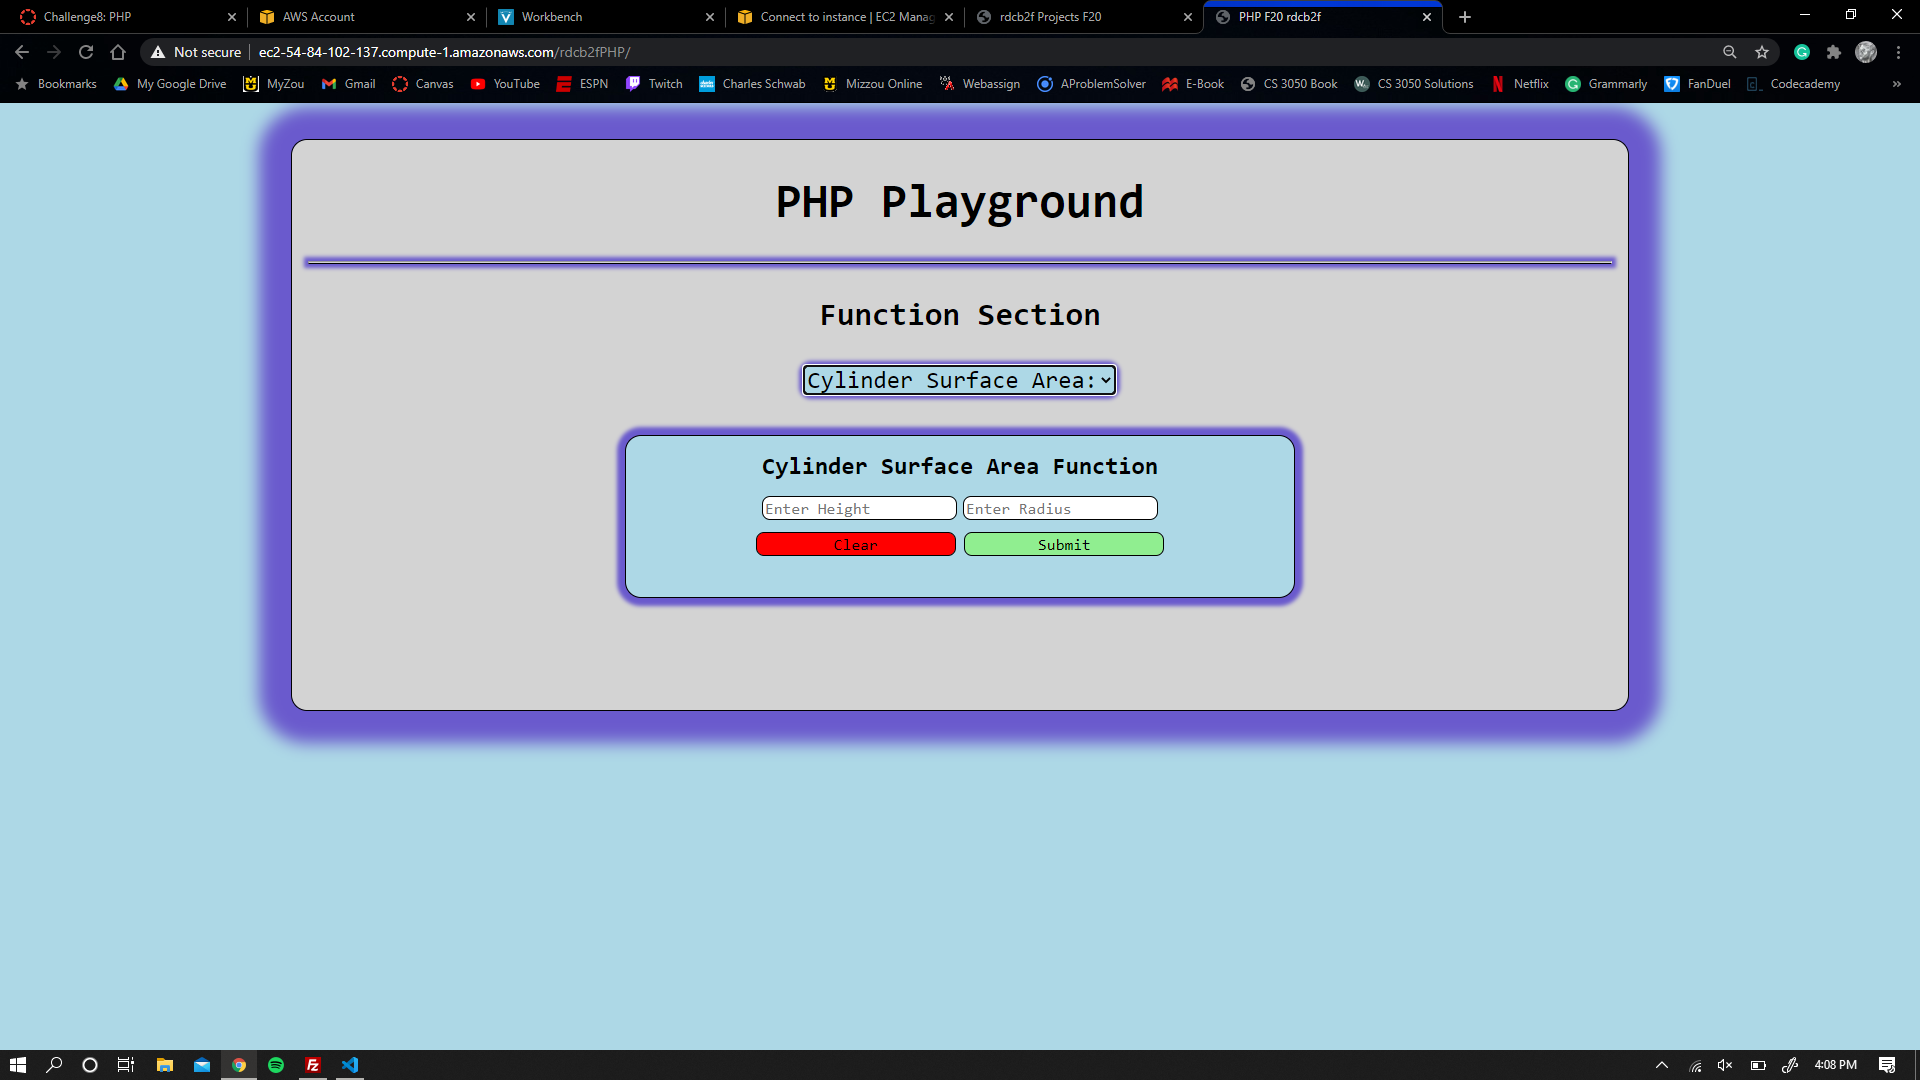 Challenge8: PHP
AWS Account
Workbench
Connect to instance | EC2 Manag
rdcb2f Projects F20
PHP F20 rdcb2f
Not secure
ec2-54-84-102-137.compute-1.amazonaws.com/rdcb2fPHP/
Bookmarks
My Google Drive
MyZou
Gmail
Canvas
YouTube
ESPN
Twitch
Charles Schwab
Mizzou Online
Webassign
AProblemSolver
E-Book
CS 3050 Book
CS 3050 Solutions
Netflix
Grammarly
FanDuel
Codecademy
»
PHP Playground
Function Section
Cylinder Surface Area:
Cylinder Surface Area Function
Enter Height
Enter Radius
Clear
Submit
4:08 PM